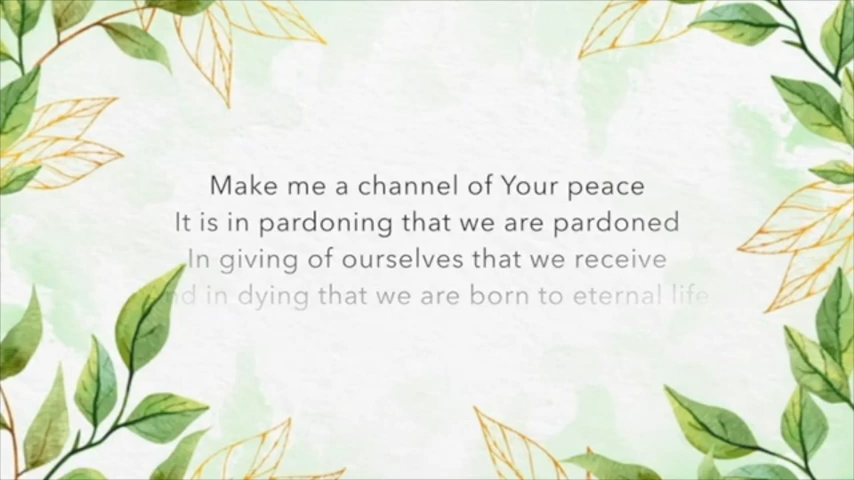 Make me a channel of Your peace
It is in pardoning that we are pardoned
In giving of ourselves that we receive
in dying that we are born to eternal life